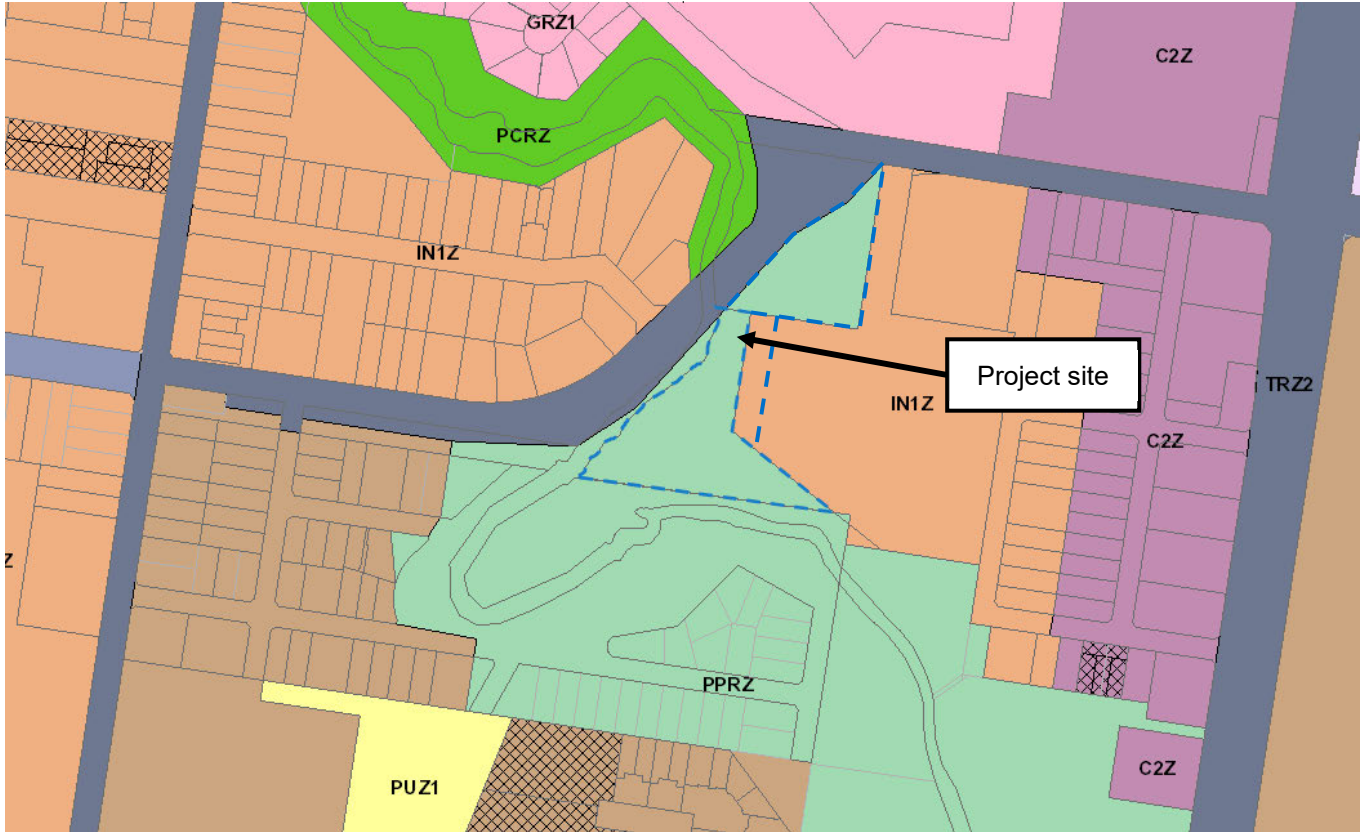 GRZ1
C2Z
PCRZ
IN1Z
Project site
TRZ2
IN1Z
C2Z
Z
PPRZ
C2Z
PUZ1